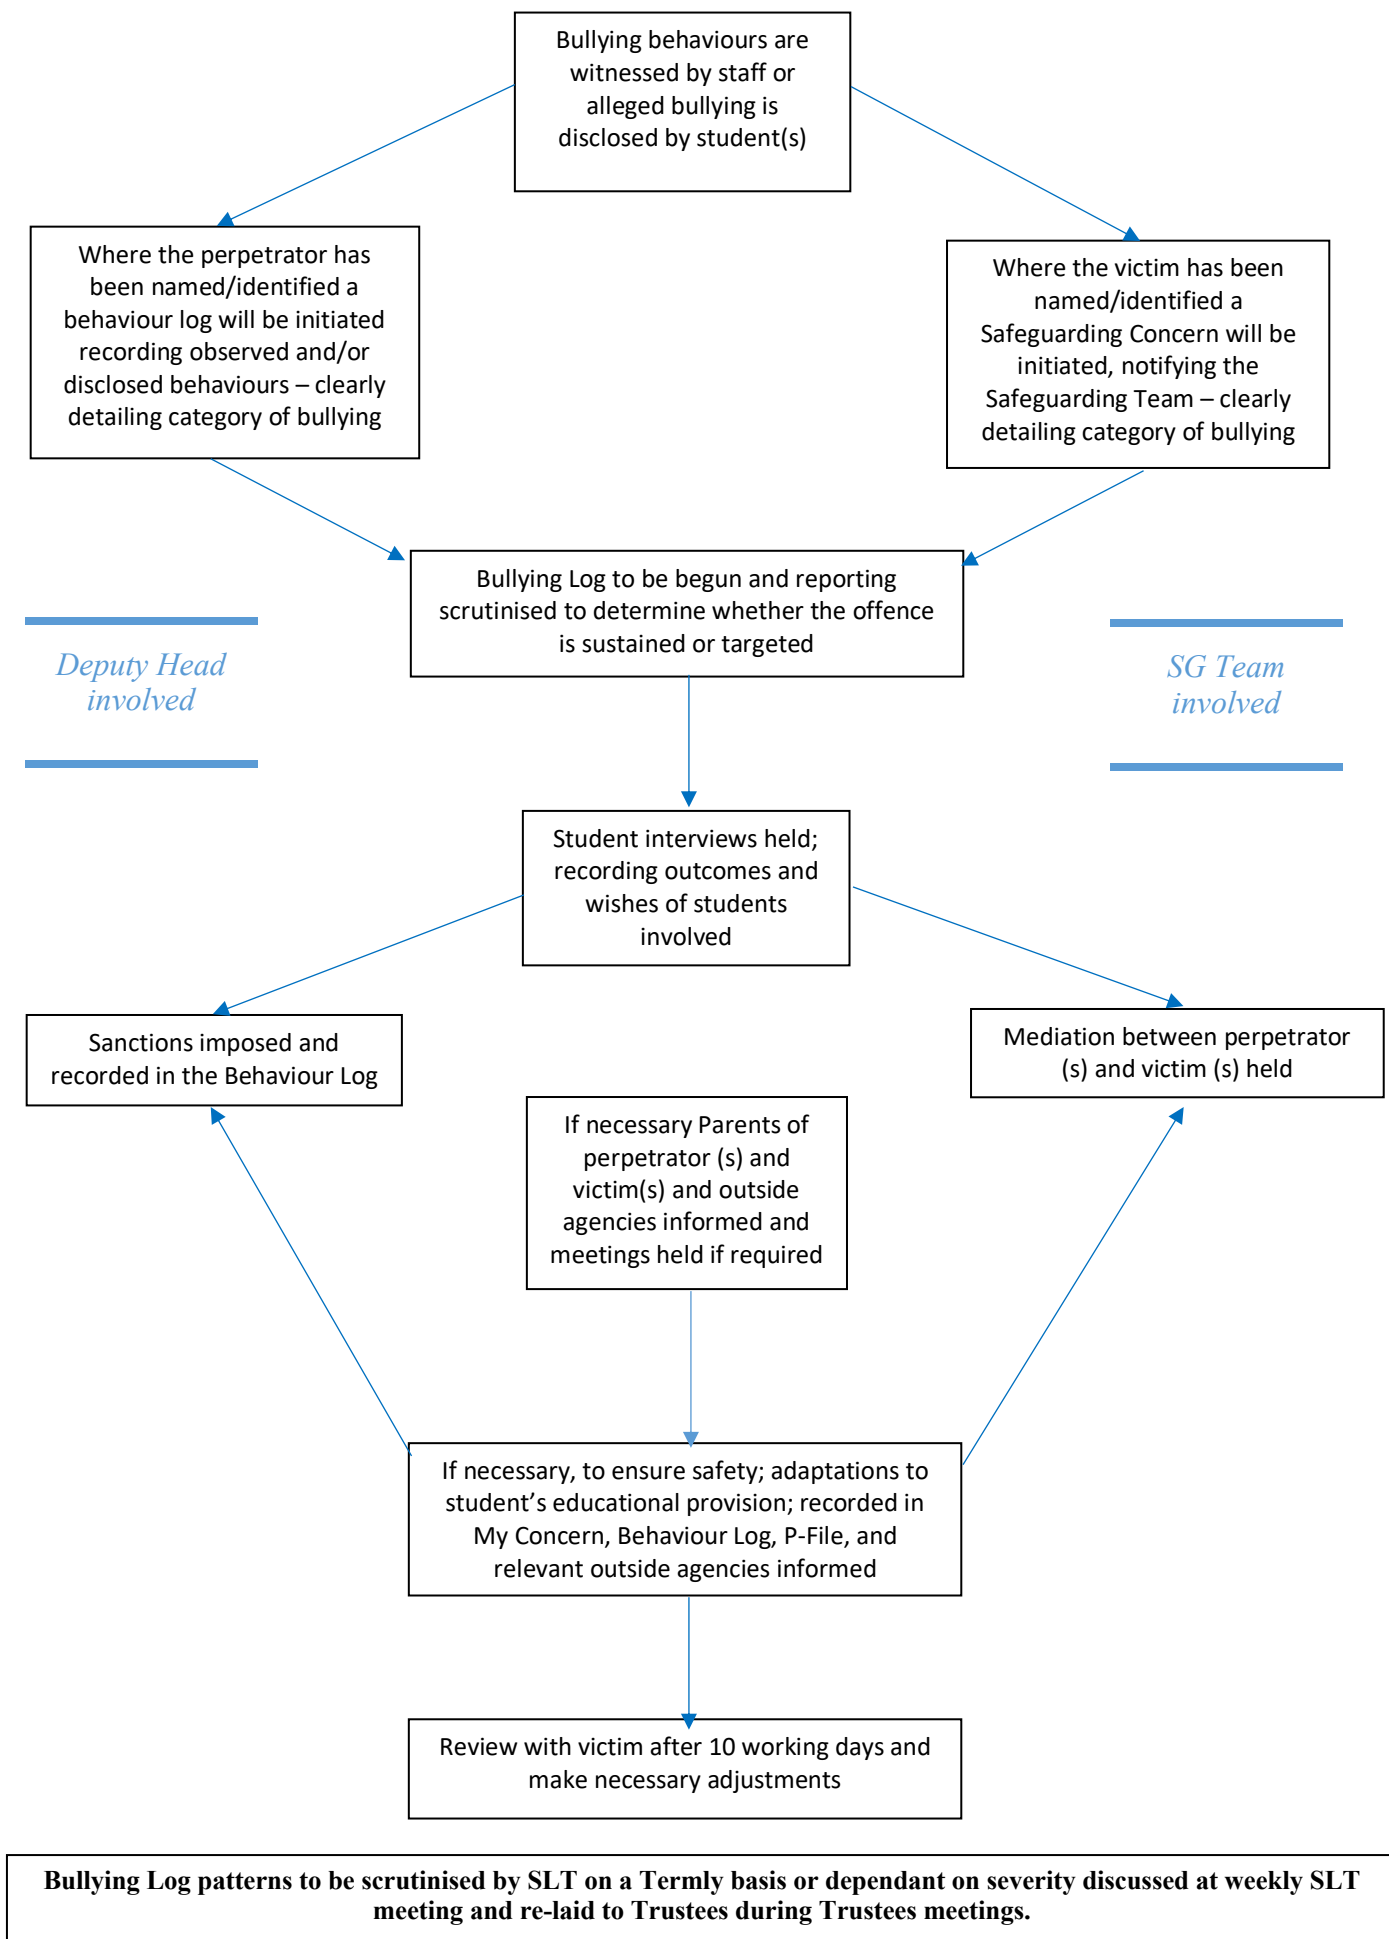 Bullying behaviours are
witnessed by staff or
alleged bullying is
disclosed by student(s)
Where the perpetrator has
been named/identified a
behaviour log will be initiated
recording observed and/or
disclosed behaviours – clearly
detailing category of bullying
Where the victim has been
named/identified a
Safeguarding Concern will be
initiated, notifying the
Safeguarding Team – clearly
detailing category of bullying
Bullying Log to be begun and reporting
scrutinised to determine whether the offence
is sustained or targeted
Deputy Head
involved
SG Team
involved
Student interviews held;
recording outcomes and
wishes of students
involved
Sanctions imposed and
recorded in the Behaviour Log
Mediation between perpetrator
(s) and victim (s) held
If necessary Parents of
perpetrator (s) and
victim(s) and outside
agencies informed and
meetings held if required
If necessary, to ensure safety; adaptations to
student’s educational provision; recorded in
My Concern, Behaviour Log, P-File, and
relevant outside agencies informed
Review with victim after 10 working days and
make necessary adjustments
Bullying Log patterns to be scrutinised by SLT on a Termly basis or dependant on severity discussed at weekly SLT
meeting and re-laid to Trustees during Trustees meetings.